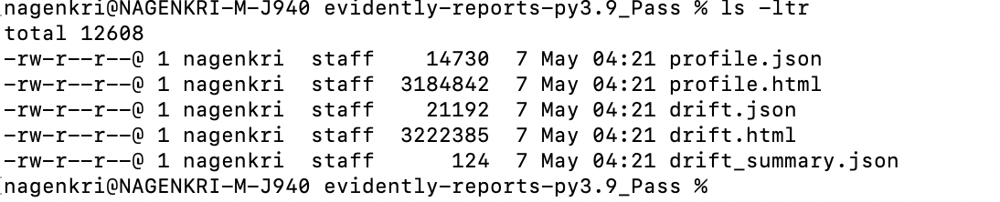 nagenkri@NAGENKRI-M-J940 evidently-reports-py3.9_Pass % ls -ltr
total 12608
-rw-r--r--@ 1 nagenkri  staff    14730  7 May 04:21 profile.json
-rw-r--r--@ 1 nagenkri  staff  3184842  7 May 04:21 profile.html
-rw-r--r--@ 1 nagenkri  staff    21192  7 May 04:21 drift.json
-rw-r--r--@ 1 nagenkri  staff  3222385  7 May 04:21 drift.html
-rw-r--r--@ 1 nagenkri  staff      124  7 May 04:21 drift_summary.json
nagenkri@NAGENKRI-M-J940 evidently-reports-py3.9_Pass %